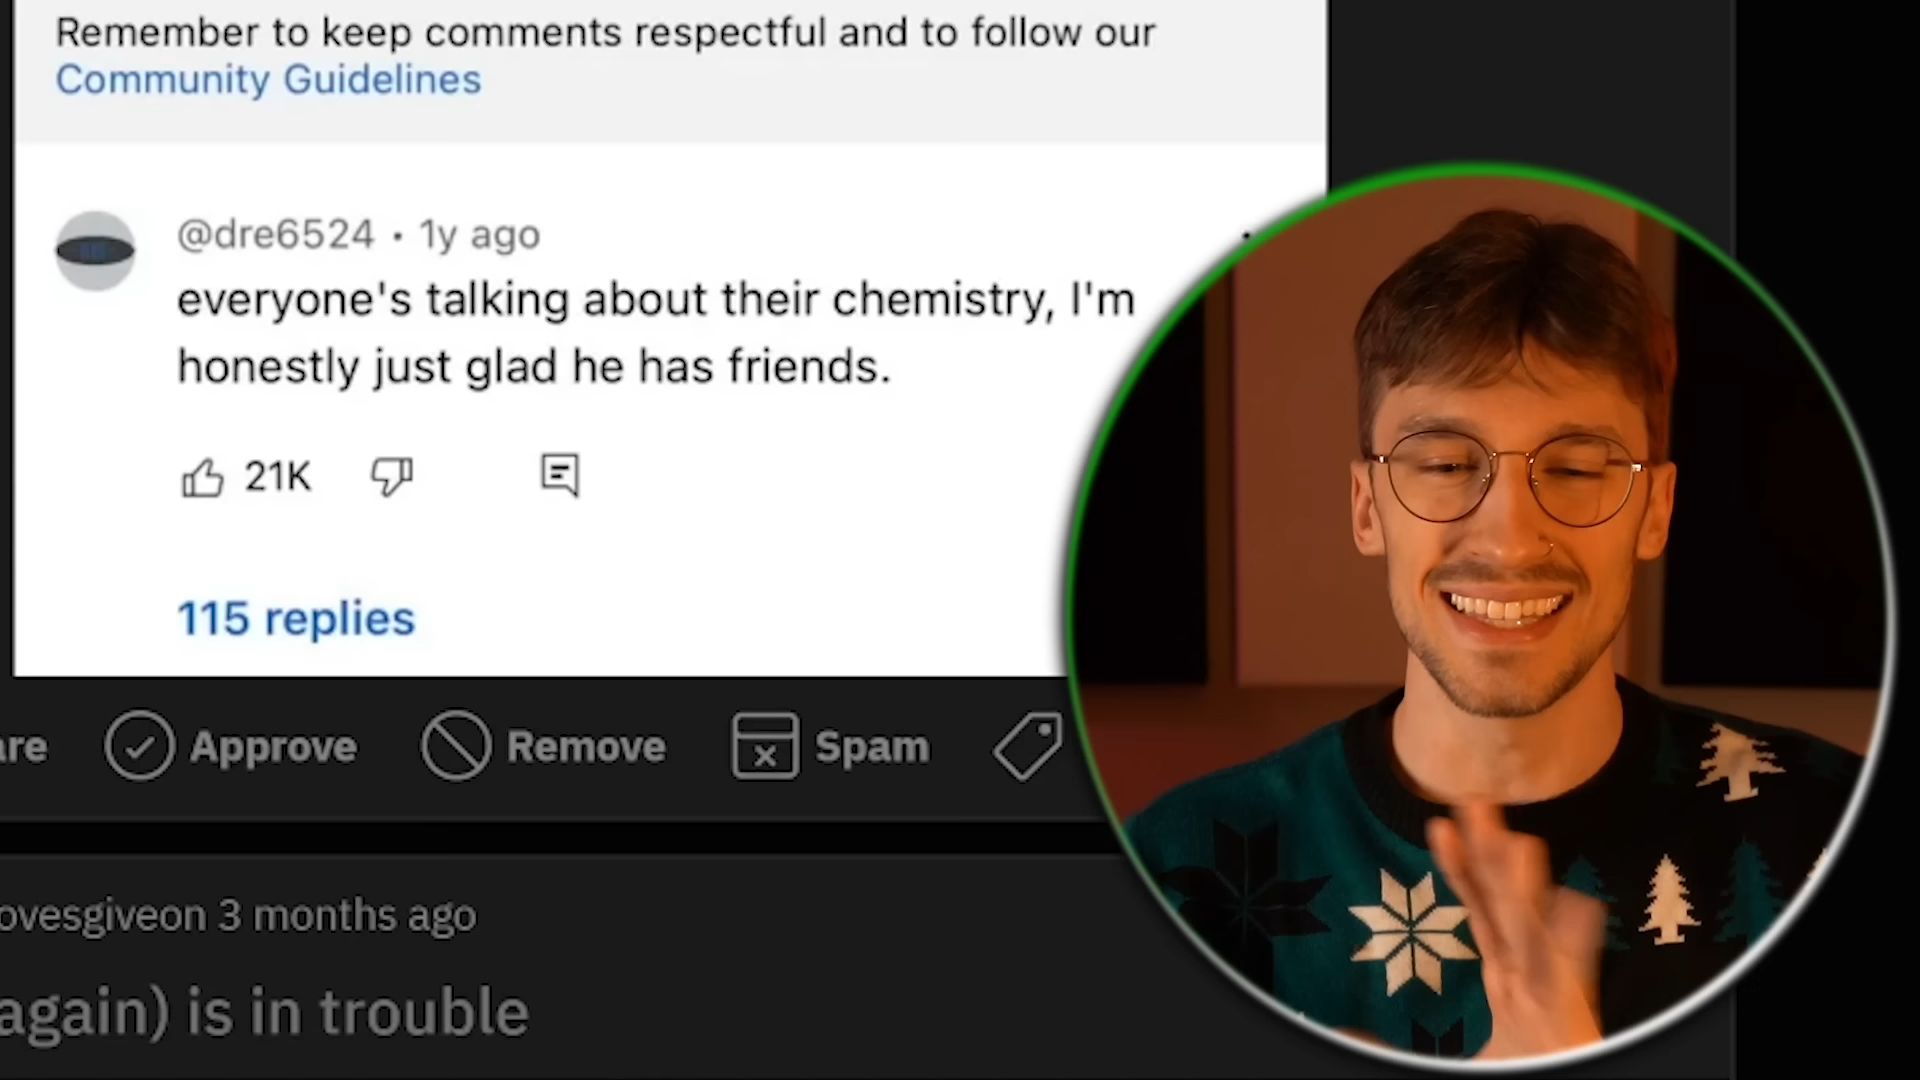 Remember to keep comments respectful and to follow our
Community Guidelines
@dre6524 · 1y ago
everyone's talking about their chemistry, I'm
honestly just glad he has friends.
21K
115 replies
are Approve Remove Spam
ovesgiveon 3 months ago
again) is in trouble